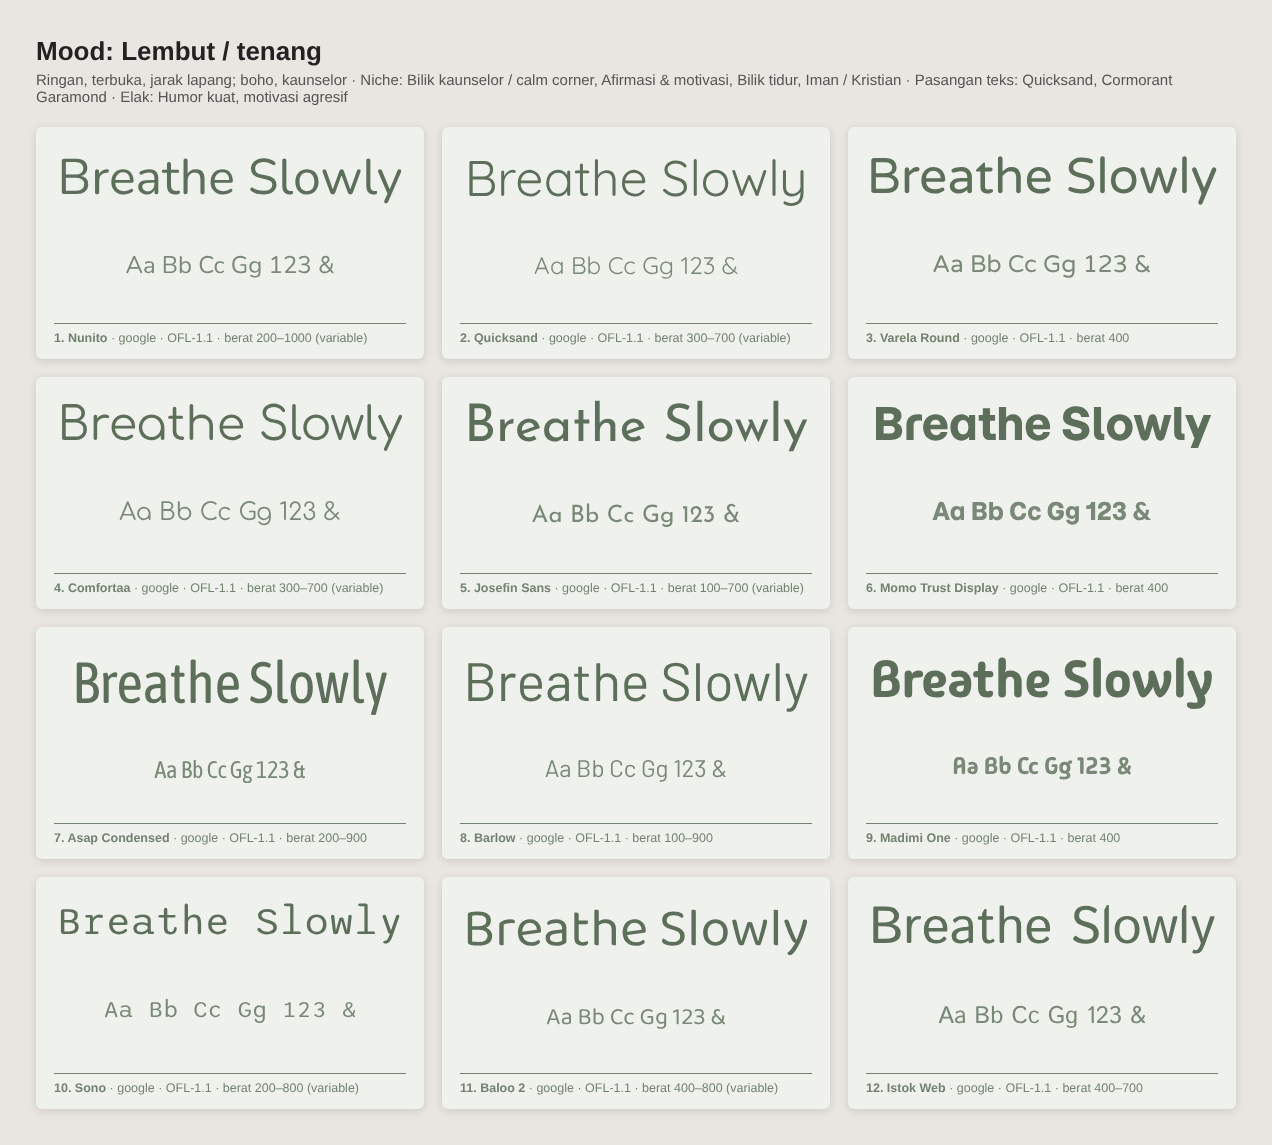 Mood: Lembut / tenang
Ringan, terbuka, jarak lapang; boho, kaunselor · Niche: Bilik kaunselor / calm corner, Afirmasi & motivasi, Bilik tidur, Iman / Kristian · Pasangan teks: Quicksand, Cormorant
Garamond · Elak: Humor kuat, motivasi agresif
Breathe Slowly
Aa Bb Cc Gg 123 &
1. Nunito · google · OFL-1.1 · berat 200–1000 (variable)
Breathe Slowly
Aa Bb Cc Gg 123 &
2. Quicksand · google · OFL-1.1 · berat 300–700 (variable)
Breathe Slowly
Aa Bb Cc Gg 123 &
3. Varela Round · google · OFL-1.1 · berat 400
Breathe Slowly
Aa Bb Cc Gg 123 &
4. Comfortaa · google · OFL-1.1 · berat 300–700 (variable)
Breathe Slowly
Aa Bb Cc Gg 123 &
5. Josefin Sans · google · OFL-1.1 · berat 100–700 (variable)
Breathe Slowly
Aa Bb Cc Gg 123 &
6. Momo Trust Display · google · OFL-1.1 · berat 400
Breathe Slowly
Aa Bb Cc Gg 123 &
7. Asap Condensed · google · OFL-1.1 · berat 200–900
Breathe Slowly
Aa Bb Cc Gg 123 &
8. Barlow · google · OFL-1.1 · berat 100–900
Breathe Slowly
Aa Bb Cc Gg 123 &
9. Madimi One · google · OFL-1.1 · berat 400
Breathe Slowly
Aa Bb Cc Gg 123 &
10. Sono · google · OFL-1.1 · berat 200–800 (variable)
Breathe Slowly
Aa Bb Cc Gg 123 &
11. Baloo 2 · google · OFL-1.1 · berat 400–800 (variable)
Breathe Slowly
Aa Bb Cc Gg 123 &
12. Istok Web · google · OFL-1.1 · berat 400–700